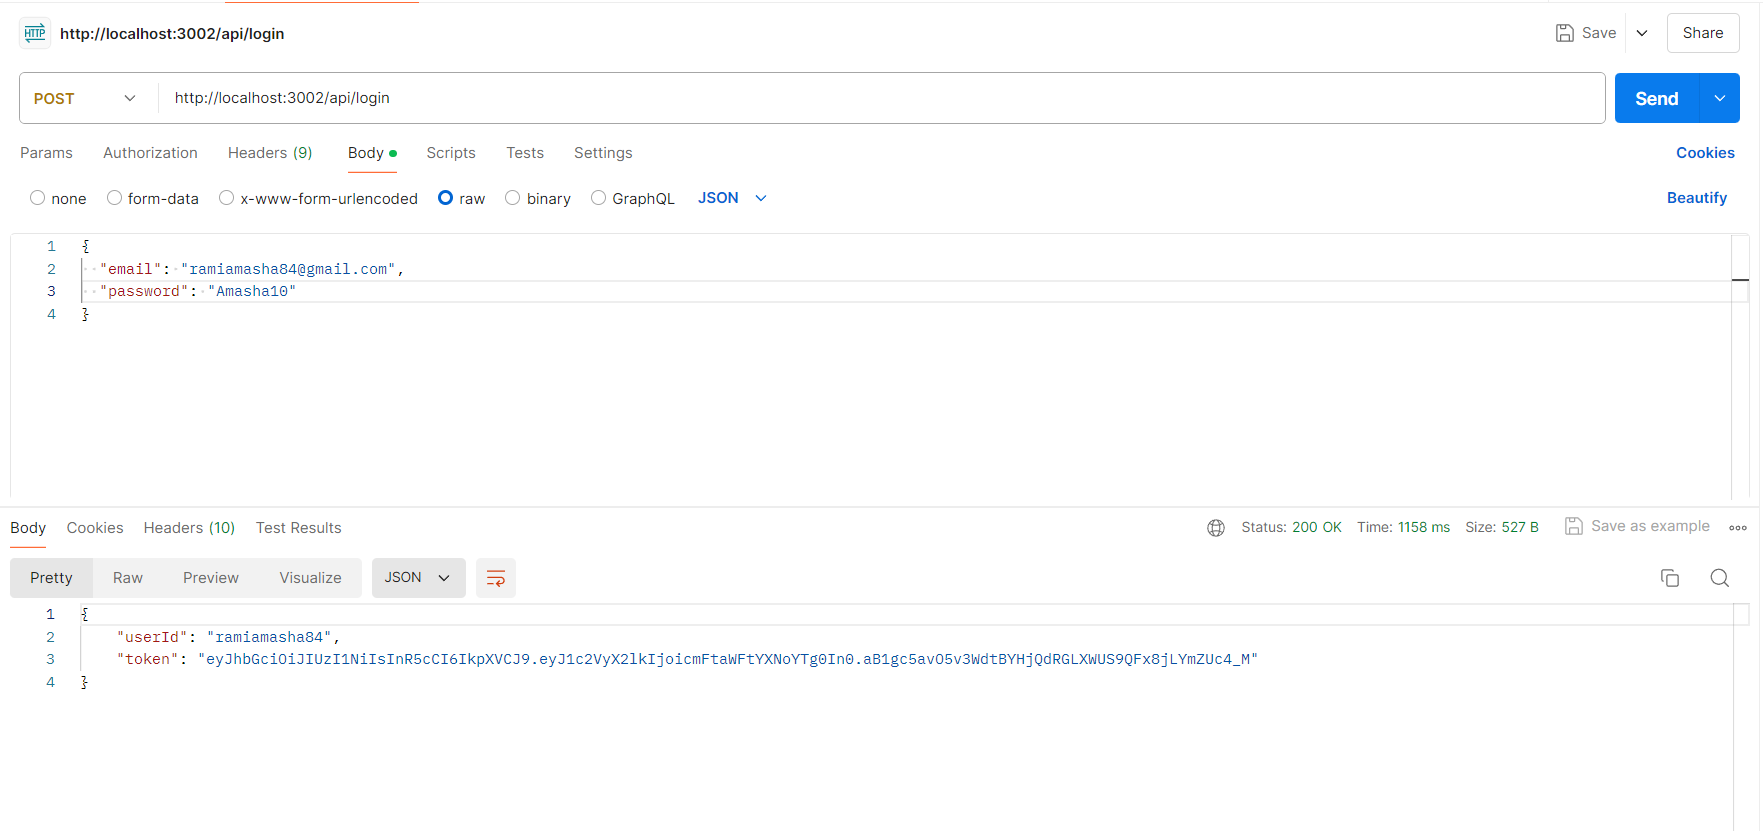 HTTP http://localhost:3002/api/login Save Share
POST http://localhost:3002/api/login Send
Params Authorization Headers (9) Body Scripts Tests Settings Cookies
none form-data x-www-form-urlencoded raw binary GraphQL JSON Beautify
1 {
2 "email": "ramiamasha84@gmail.com",
3 "password": "Amasha10"
4 }
Body Cookies Headers (10) Test Results Status: 200 OK Time: 1158 ms Size: 527 B Save as example
Pretty Raw Preview Visualize JSON
1 {
2 "userId": "ramiamasha84",
3 "token": "eyJhbGciOiJIUzI1NiIsInR5cCI6IkpXVCJ9.eyJ1c2VyX2lkIjoicmFtaWFtYXNoYTg0In0.aB1gc5avO5v3WdtBYHjQdRGLXWUS9QFx8jLYmZUc4_M"
4 }